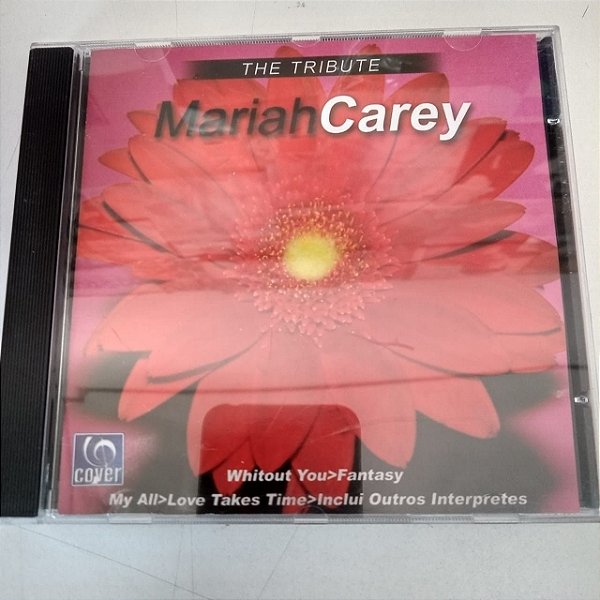 THE TRIBUTE
MariahCarey
cover
Whitout You>Fantasy
My All>Love Takes Time>Inclui Outros Interpretes